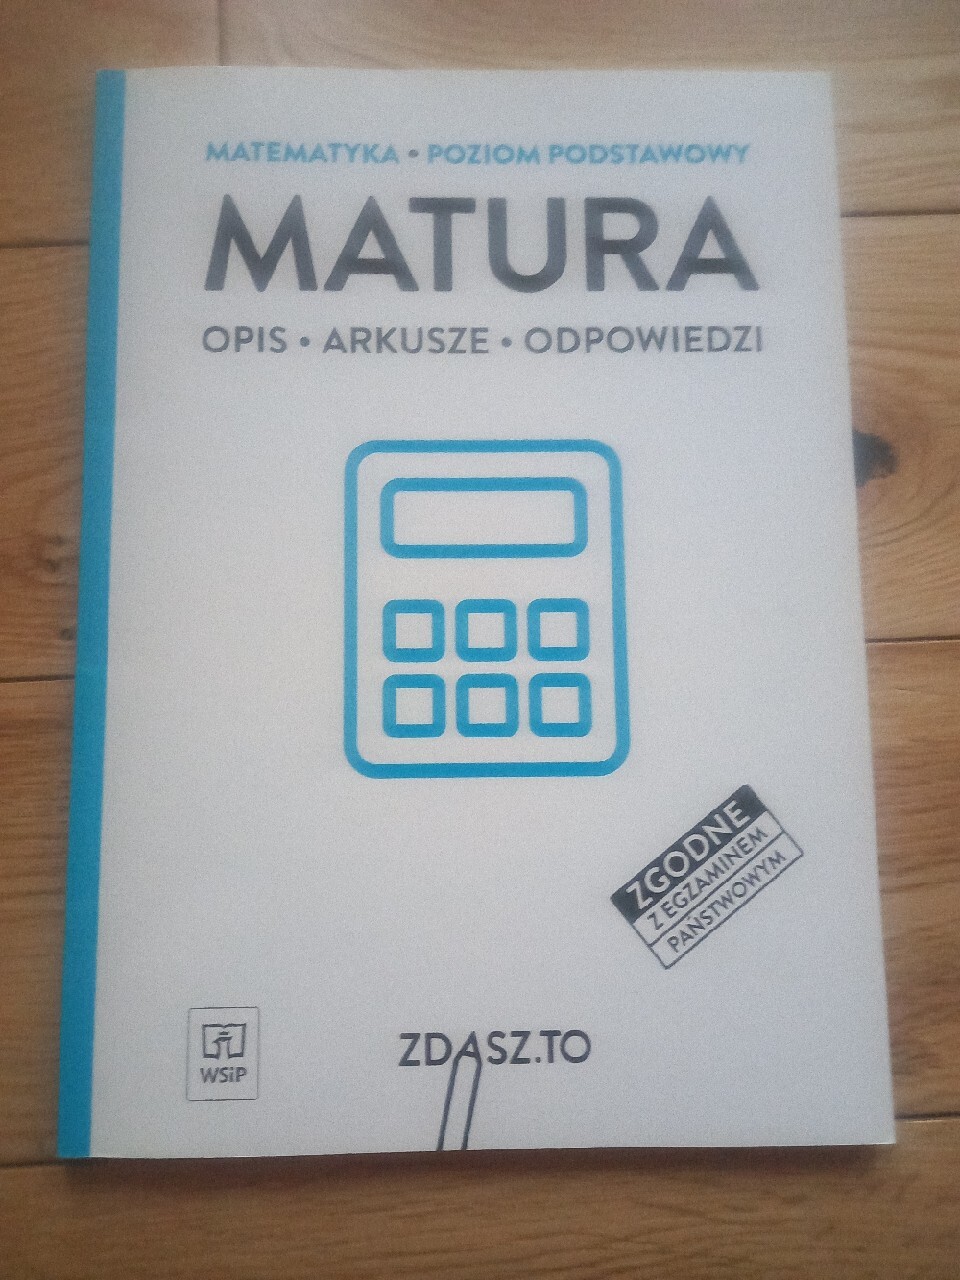 MATEMATYKA • POZIOM PODSTAWOWY
MATURA
OPIS • ARKUSZE • ODPOWIEDZI
ZGODNE
Z EGZAMINEM
PAŃSTWOWYM
WSiP
ZDASZ.TO